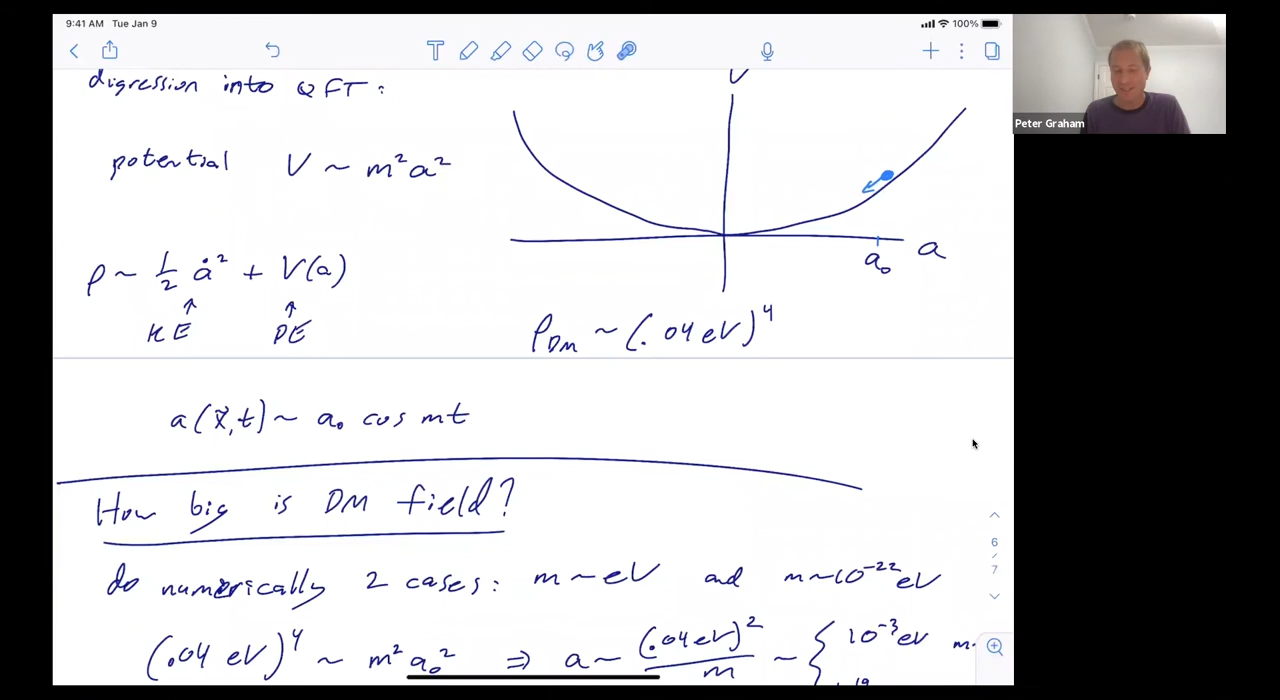 9:41 AM Tue Jan 9
100%
digression into QFT:
V
potential V ~ m²a²
a₀ a
ρ ~ 1/2 ȧ² + V(a)
↑ ↑
KE PE
ρ_DM ~ (.04 eV)⁴
a(x⃗,t) ~ a₀ cos mt
How big is DM field?
do numerically 2 cases: m ~ eV and m ~ 10⁻²² eV
(.04 eV)⁴ ~ m² a₀² ⇒ a ~ (.04 eV)²/m ~ { 10⁻³ eV m
6
/
7
Peter Graham